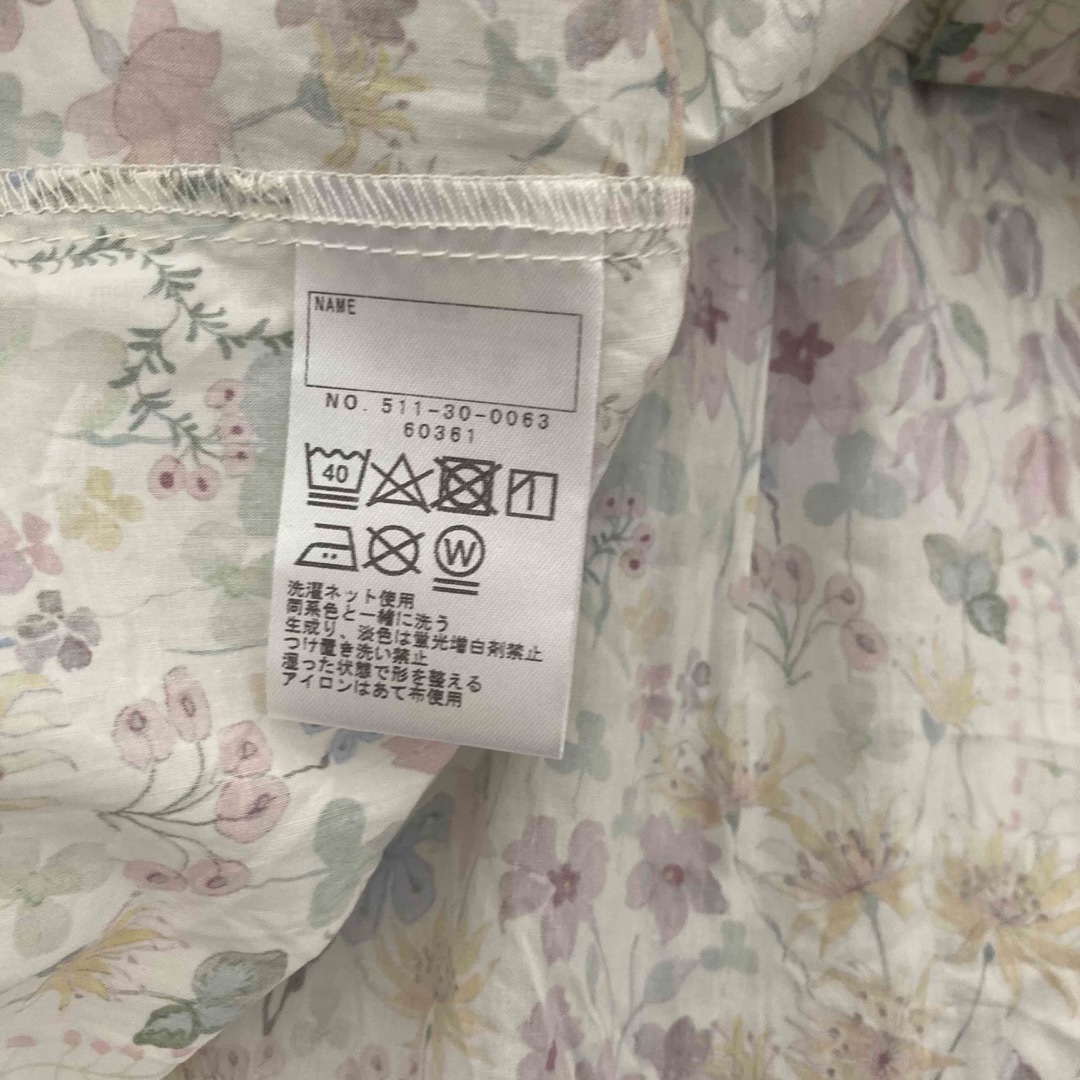 NAME
NO. 511-30-0063
60361
40
W
洗濯ネット使用
同系色と一緒に洗う
生成り、淡色は蛍光増白剤禁止
つけ置き洗い禁止
湿った状態で形を整える
アイロンはあて布使用